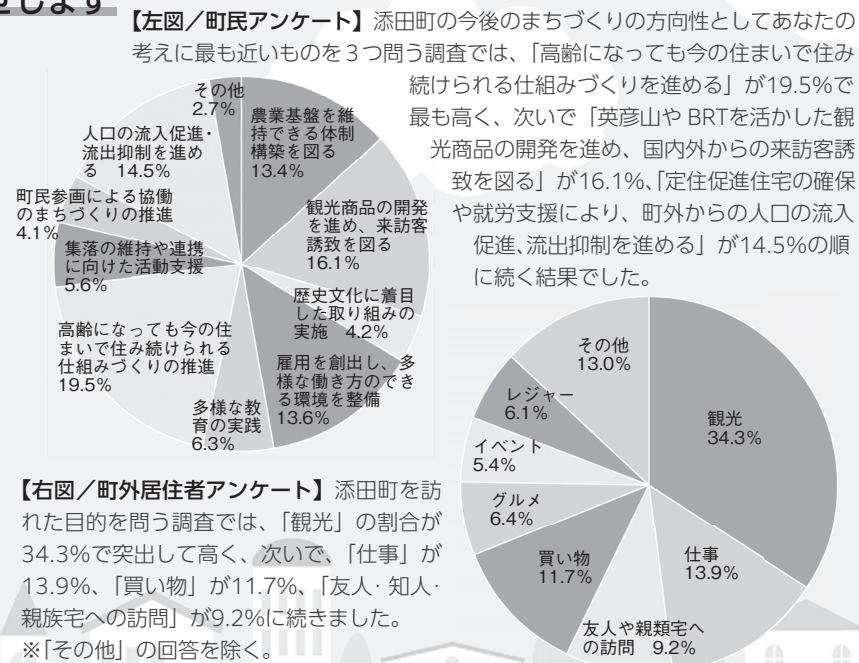 します
【左図／町民アンケート】添田町の今後のまちづくりの方向性としてあなたの
考えに最も近いものを３つ問う調査では、「高齢になっても今の住まいで住み
続けられる仕組みづくりを進める」が19.5%で
最も高く、次いで「英彦山や BRTを活かした観
光商品の開発を進め、国内外からの来訪客誘
致を図る」が16.1%、「定住促進住宅の確保
や就労支援により、町外からの人口の流入
促進、流出抑制を進める」が14.5%の順
に続く結果でした。
その他
2.7%
農業基盤を維
持できる体制
構築を図る
13.4%
観光商品の開発
を進め、来訪客
誘致を図る
16.1%
歴史文化に着目
した取り組みの
実施 4.2%
雇用を創出し、多
様な働き方のでき
る環境を整備
13.6%
多様な教
育の実践
6.3%
高齢になっても今の住
まいで住み続けられる
仕組みづくりの推進
19.5%
集落の維持や連携
に向けた活動支援
5.6%
町民参画による協働
のまちづくりの推進
4.1%
人口の流入促進・
流出抑制を進め
る 14.5%
【右図／町外居住者アンケート】添田町を訪
れた目的を問う調査では、「観光」の割合が
34.3%で突出して高く、次いで、「仕事」が
13.9%、「買い物」が11.7%、「友人・知人・
親族宅への訪問」が9.2%に続きました。
※「その他」の回答を除く。
観光
34.3%
仕事
13.9%
友人や親類宅へ
の訪問 9.2%
買い物
11.7%
グルメ
6.4%
イベント
5.4%
レジャー
6.1%
その他
13.0%